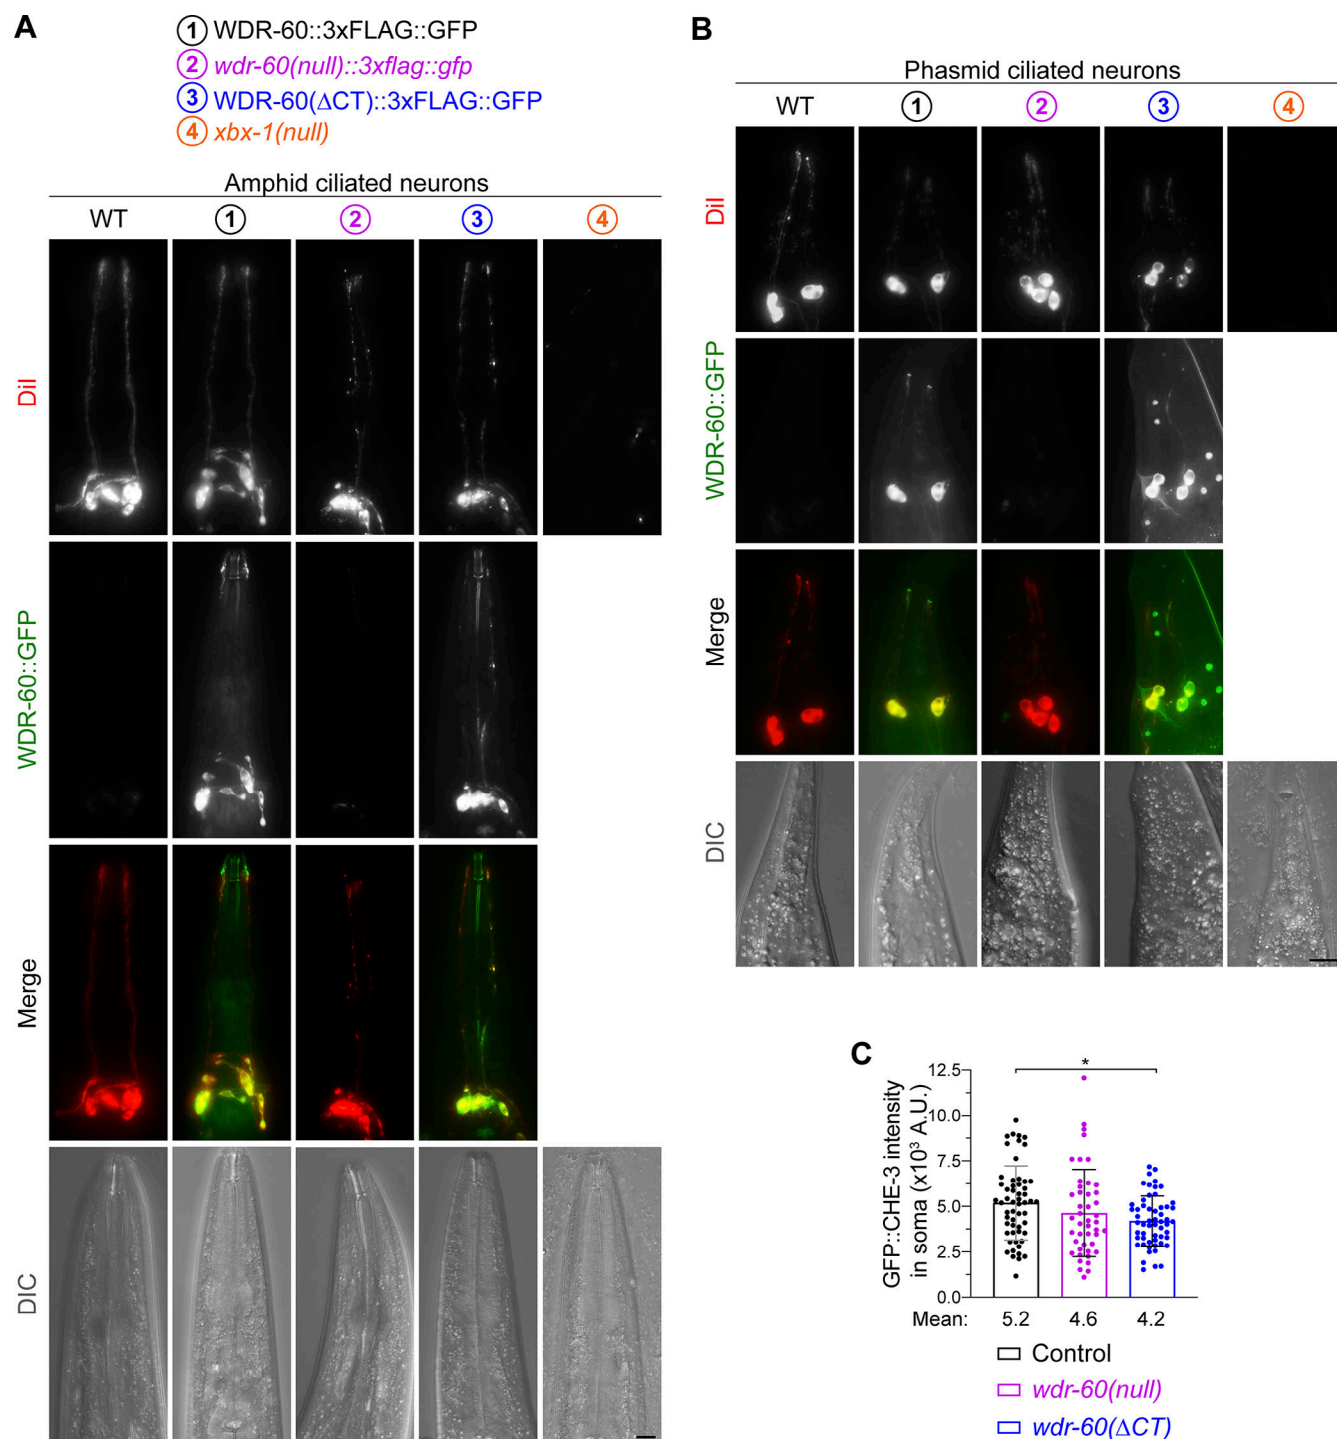 A
① WDR-60::3xFLAG::GFP
② wdr-60(null)::3xflag::gfp
③ WDR-60(ΔCT)::3xFLAG::GFP
④ xbx-1(null)
Amphid ciliated neurons
WT ① ② ③ ④
DiI
WDR-60::GFP
Merge
DIC
B
Phasmid ciliated neurons
WT ① ② ③ ④
DiI
WDR-60::GFP
Merge
DIC
C
GFP::CHE-3 intensity
in soma (x10³ A.U.)
*
12.5
10.0
7.5
5.0
2.5
0.0
Mean: 5.2 4.6 4.2
Control
wdr-60(null)
wdr-60(ΔCT)